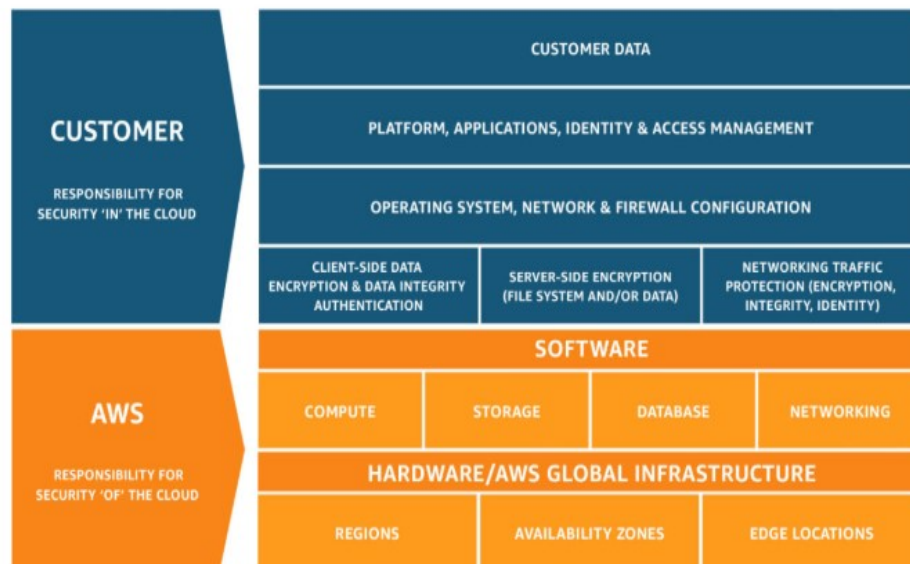 CUSTOMER
RESPONSIBILITY FOR
SECURITY ‘IN’ THE CLOUD
CUSTOMER DATA
PLATFORM, APPLICATIONS, IDENTITY & ACCESS MANAGEMENT
OPERATING SYSTEM, NETWORK & FIREWALL CONFIGURATION
CLIENT-SIDE DATA
ENCRYPTION & DATA INTEGRITY
AUTHENTICATION
SERVER-SIDE ENCRYPTION
(FILE SYSTEM AND/OR DATA)
NETWORKING TRAFFIC
PROTECTION (ENCRYPTION,
INTEGRITY, IDENTITY)
AWS
RESPONSIBILITY FOR
SECURITY ‘OF’ THE CLOUD
SOFTWARE
COMPUTE
STORAGE
DATABASE
NETWORKING
HARDWARE/AWS GLOBAL INFRASTRUCTURE
REGIONS
AVAILABILITY ZONES
EDGE LOCATIONS